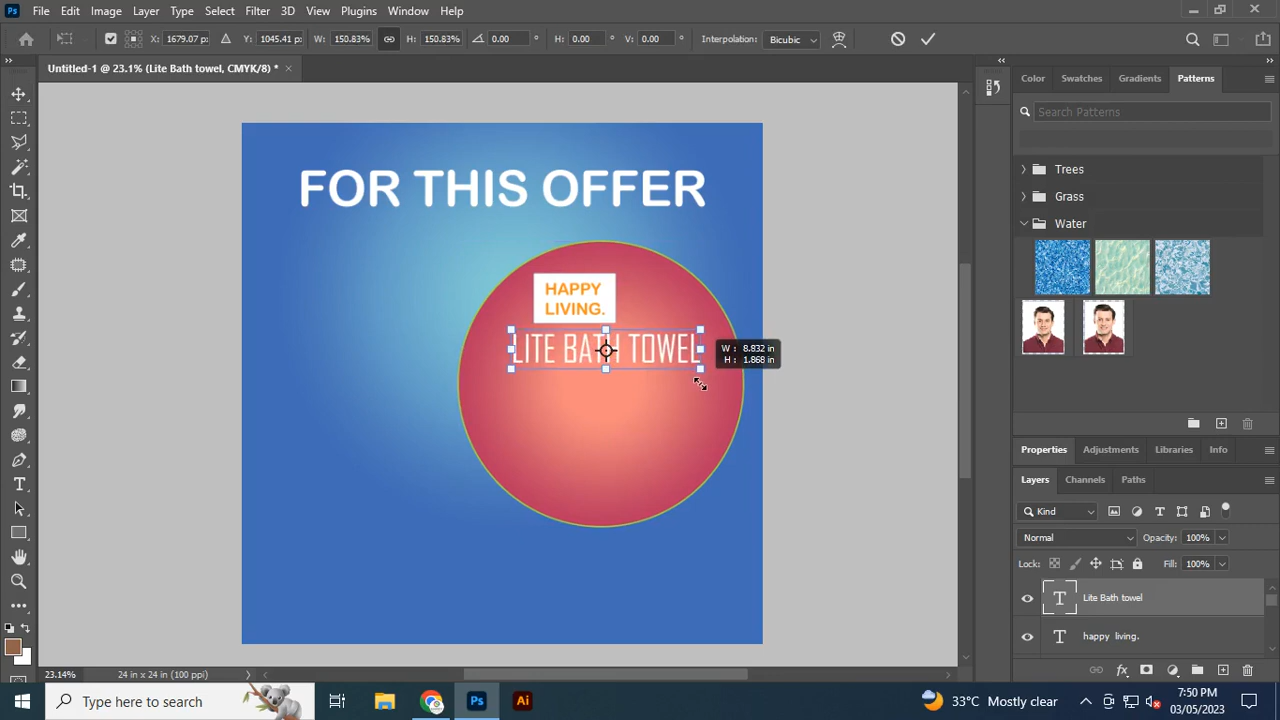 Ps File Edit Image Layer Type Select Filter 3D View Plugins Window Help
X: 1679.07 px Y: 1045.41 px W: 150.83% H: 150.83% 0.00 ° H: 0.00 ° V: 0.00 ° Interpolation: Bicubic
Untitled-1 @ 23.1% (Lite Bath towel, CMYK/8) *
Color Swatches Gradients Patterns
Search Patterns
Trees
Grass
Water
FOR THIS OFFER
HAPPY
LIVING.
LITE BATH TOWEL
W : 8.832 in
H : 1.868 in
Properties Adjustments Libraries Info
Layers Channels Paths
Kind
Normal Opacity: 100%
Lock: Fill: 100%
T Lite Bath towel
T happy living.
23.14% 24 in x 24 in (100 ppi)
Type here to search
Ps Ai
33°C Mostly clear
7:50 PM
03/05/2023